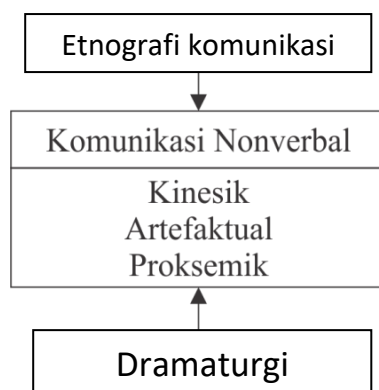 Etnografi komunikasi
Komunikasi Nonverbal
Kinesik
Artefaktual
Proksemik
Dramaturgi